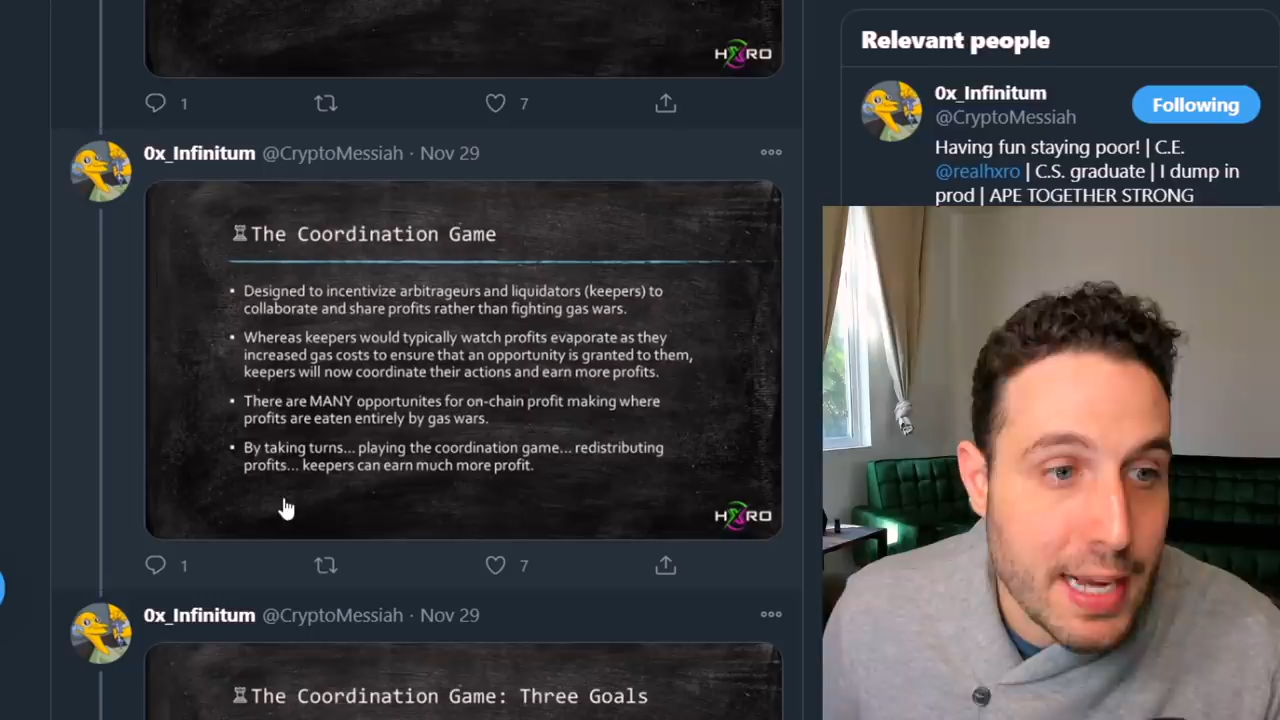 HXRO
1
7
0x_Infinitum @CryptoMessiah · Nov 29
The Coordination Game
• Designed to incentivize arbitrageurs and liquidators (keepers) to
collaborate and share profits rather than fighting gas wars.
• Whereas keepers would typically watch profits evaporate as they
increased gas costs to ensure that an opportunity is granted to them,
keepers will now coordinate their actions and earn more profits.
• There are MANY opportunites for on-chain profit making where
profits are eaten entirely by gas wars.
• By taking turns... playing the coordination game... redistributing
profits... keepers can earn much more profit.
HXRO
1
7
0x_Infinitum @CryptoMessiah · Nov 29
The Coordination Game: Three Goals
Relevant people
0x_Infinitum
@CryptoMessiah
Following
Having fun staying poor! | C.E.
@realhxro | C.S. graduate | I dump in
prod | APE TOGETHER STRONG